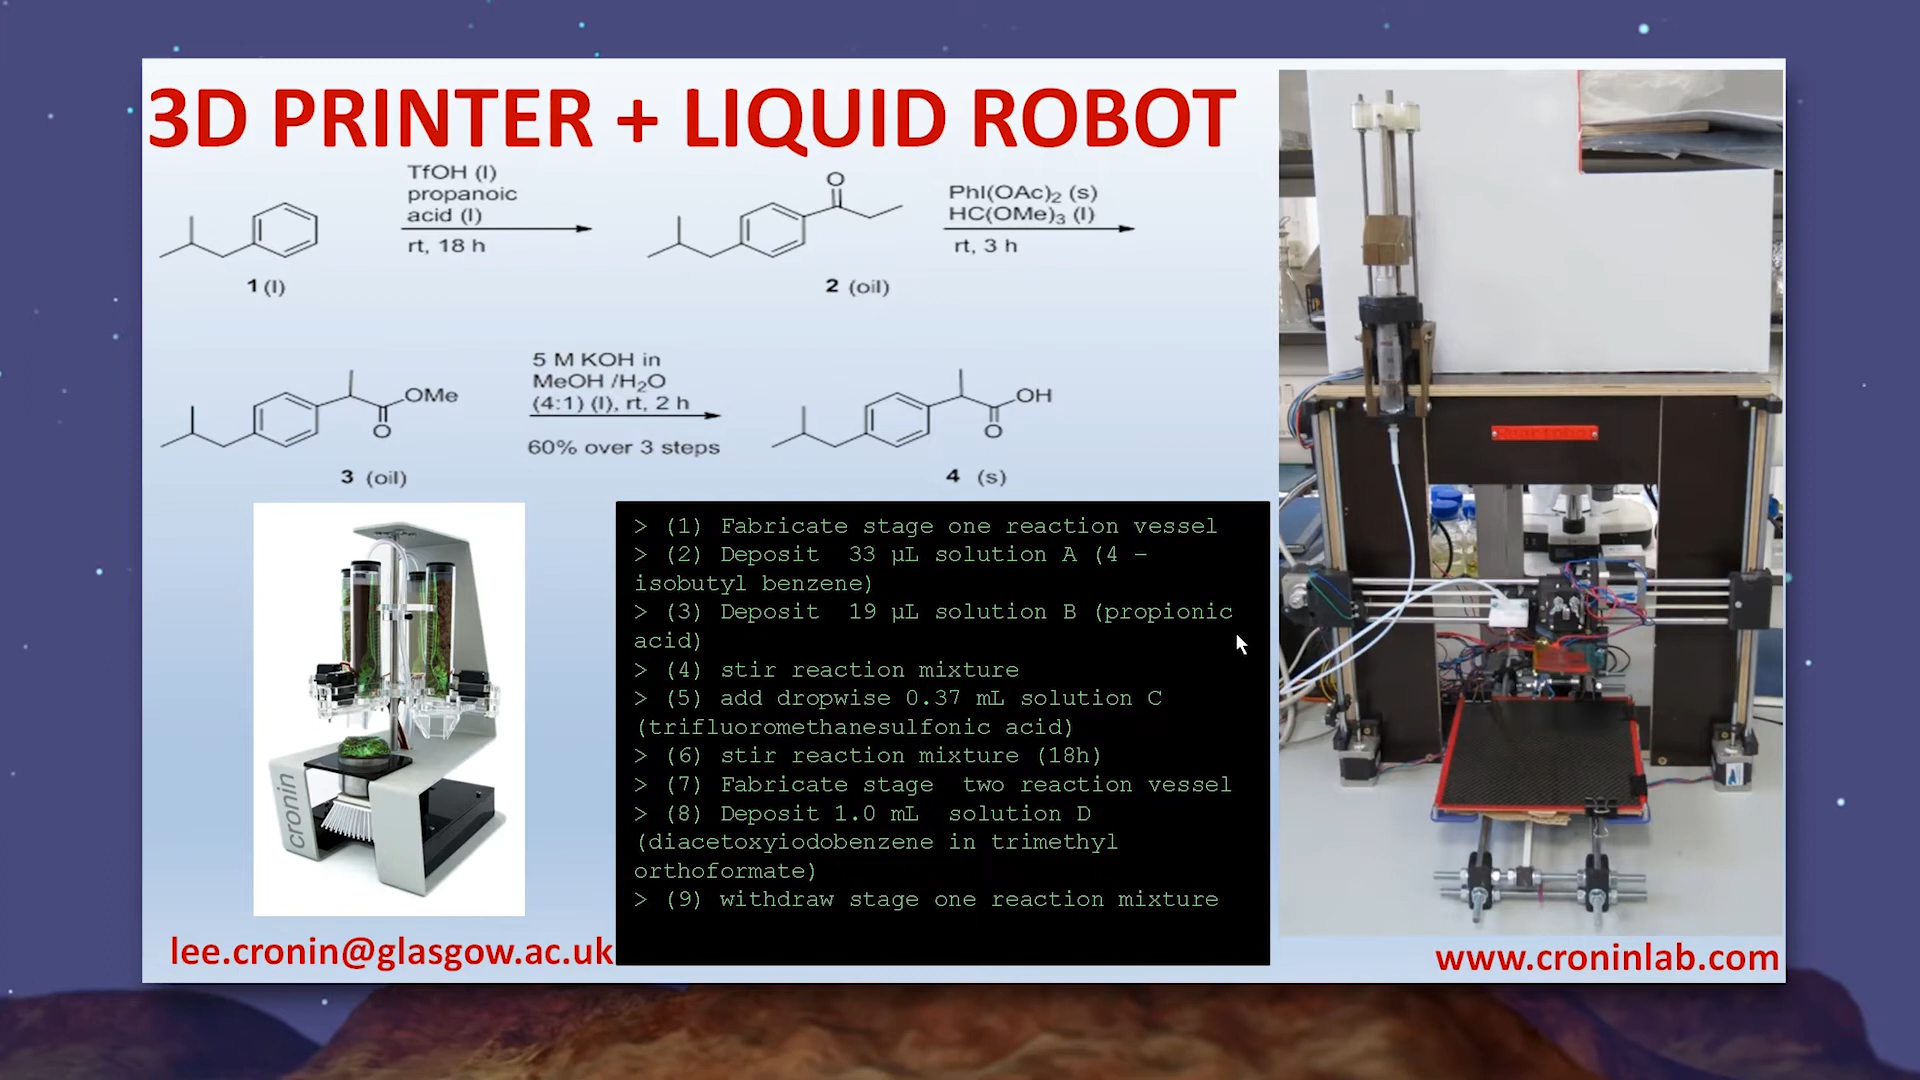 3D PRINTER + LIQUID ROBOT
TfOH (l)
propanoic
acid (l)
rt, 18 h
1 (l)
O
2 (oil)
PhI(OAc)2 (s)
HC(OMe)3 (l)
rt, 3 h
OMe
O
3 (oil)
5 M KOH in
MeOH /H2O
(4:1) (l), rt, 2 h
60% over 3 steps
OH
O
4 (s)
cronin
> (1) Fabricate stage one reaction vessel
> (2) Deposit 33 µL solution A (4 –
isobutyl benzene)
> (3) Deposit 19 µL solution B (propionic
acid)
> (4) stir reaction mixture
> (5) add dropwise 0.37 mL solution C
(trifluoromethanesulfonic acid)
> (6) stir reaction mixture (18h)
> (7) Fabricate stage two reaction vessel
> (8) Deposit 1.0 mL solution D
(diacetoxyiodobenzene in trimethyl
orthoformate)
> (9) withdraw stage one reaction mixture
lee.cronin@glasgow.ac.uk
www.croninlab.com